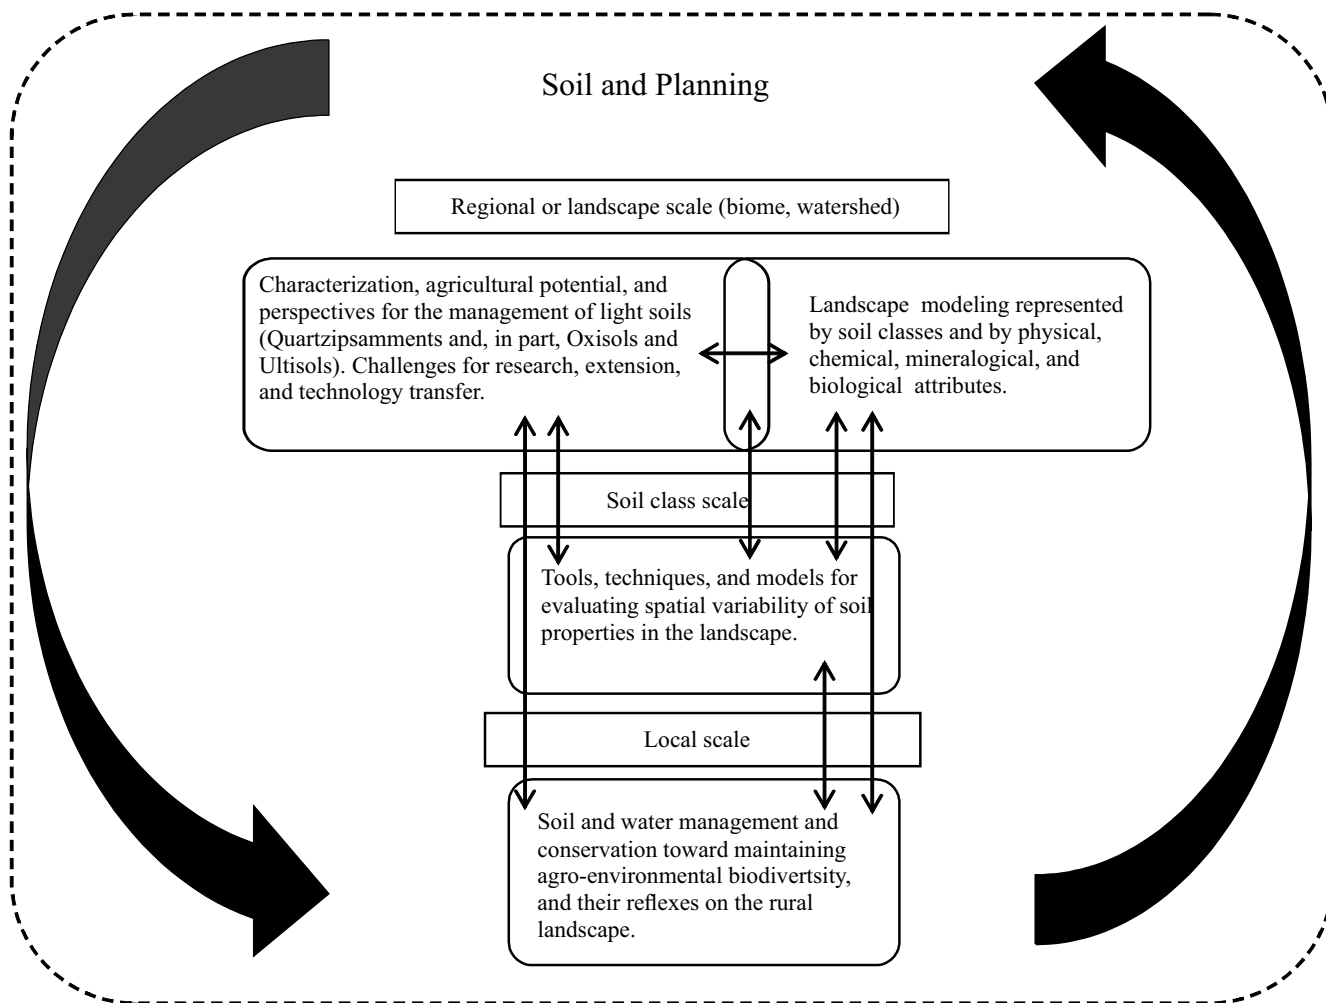 Soil and Planning
Regional or landscape scale (biome, watershed)
Characterization, agricultural potential, and
perspectives for the management of light soils
(Quartzipsamments and, in part, Oxisols and
Ultisols). Challenges for research, extension,
and technology transfer.
Landscape modeling represented
by soil classes and by physical,
chemical, mineralogical, and
biological attributes.
Soil class scale
Tools, techniques, and models for
evaluating spatial variability of soil
properties in the landscape.
Local scale
Soil and water management and
conservation toward maintaining
agro-environmental biodivertsity,
and their reflexes on the rural
landscape.